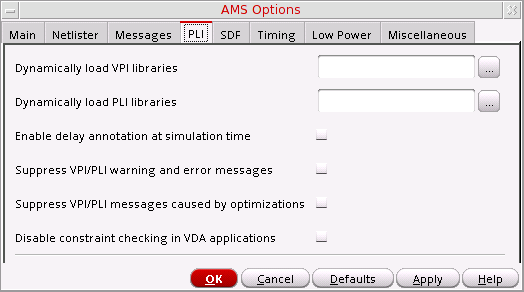 AMS Options
Main Netlister Messages PLI SDF Timing Low Power Miscellaneous
Dynamically load VPI libraries ...
Dynamically load PLI libraries ...
Enable delay annotation at simulation time
Suppress VPI/PLI warning and error messages
Suppress VPI/PLI messages caused by optimizations
Disable constraint checking in VDA applications
OK Cancel Defaults Apply Help